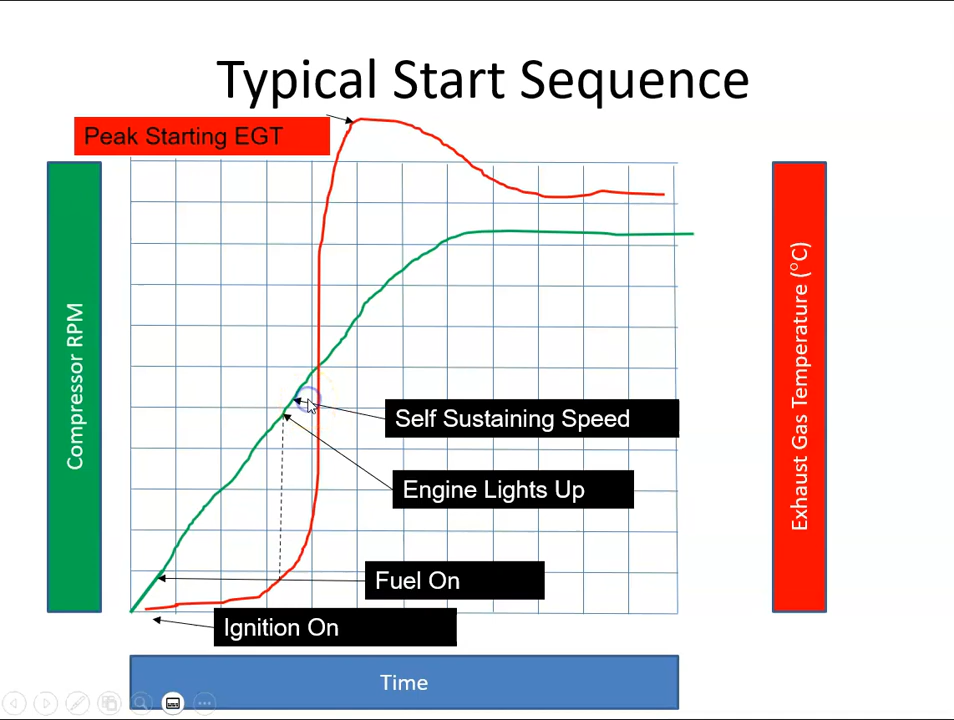 Typical Start Sequence
Peak Starting EGT
Compressor RPM
Exhaust Gas Temperature (°C)
Self Sustaining Speed
Engine Lights Up
Fuel On
Ignition On
Time